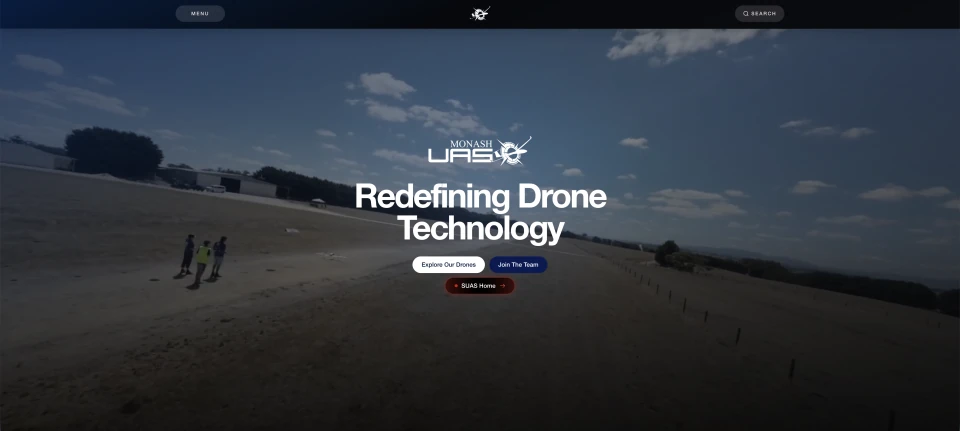 MENU
SEARCH
MONASH
UAS
Redefining Drone
Technology
Explore Our Drones
Join The Team
SUAS Home →